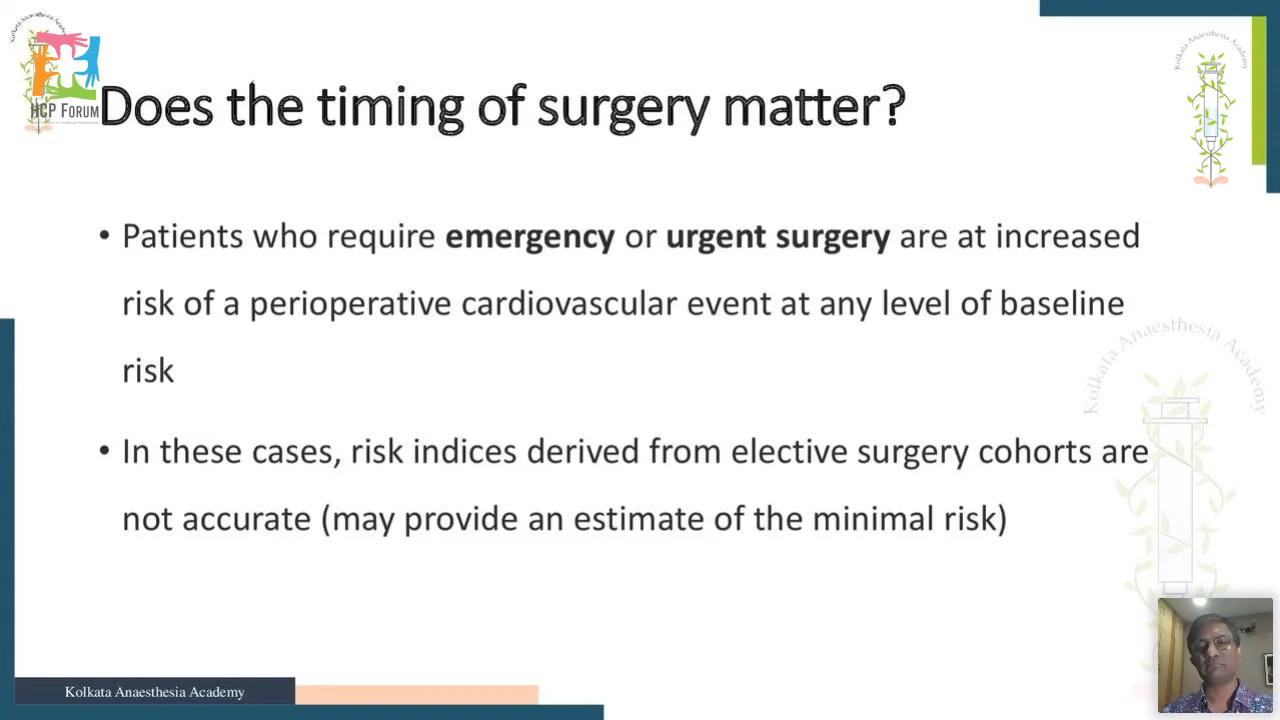 Kolkata Anaesthesia Academy
HCP FORUM
Kolkata Anaesthesia Academy
Does the timing of surgery matter?
• Patients who require emergency or urgent surgery are at increased
risk of a perioperative cardiovascular event at any level of baseline
risk
• In these cases, risk indices derived from elective surgery cohorts are
not accurate (may provide an estimate of the minimal risk)
Kolkata Anaesthesia Academy
Kolkata Anaesthesia Academy